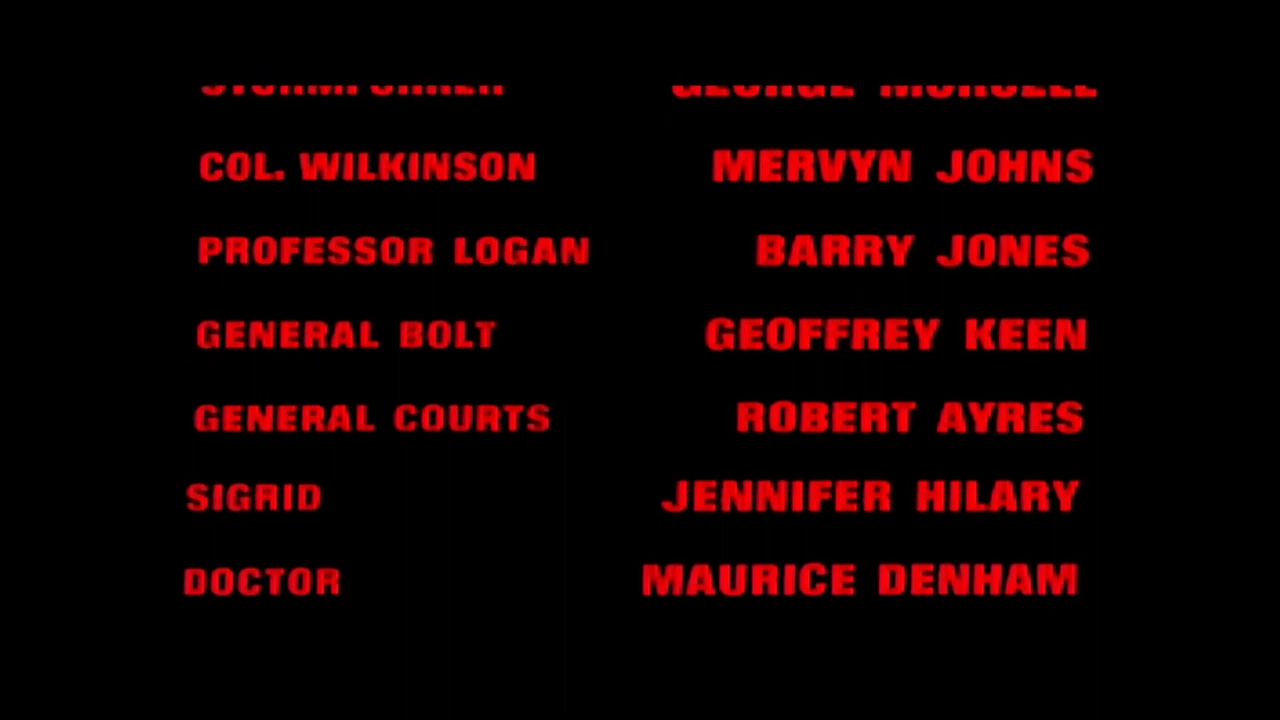 COL. WILKINSON MERVYN JOHNS
PROFESSOR LOGAN BARRY JONES
GENERAL BOLT GEOFFREY KEEN
GENERAL COURTS ROBERT AYRES
SIGRID JENNIFER HILARY
DOCTOR MAURICE DENHAM